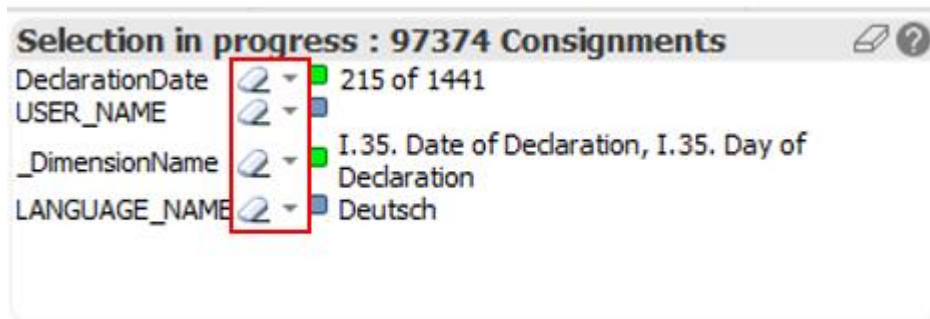 Selection in progress : 97374 Consignments
DeclarationDate 215 of 1441
USER_NAME
_DimensionName I.35. Date of Declaration, I.35. Day of
Declaration
LANGUAGE_NAME Deutsch